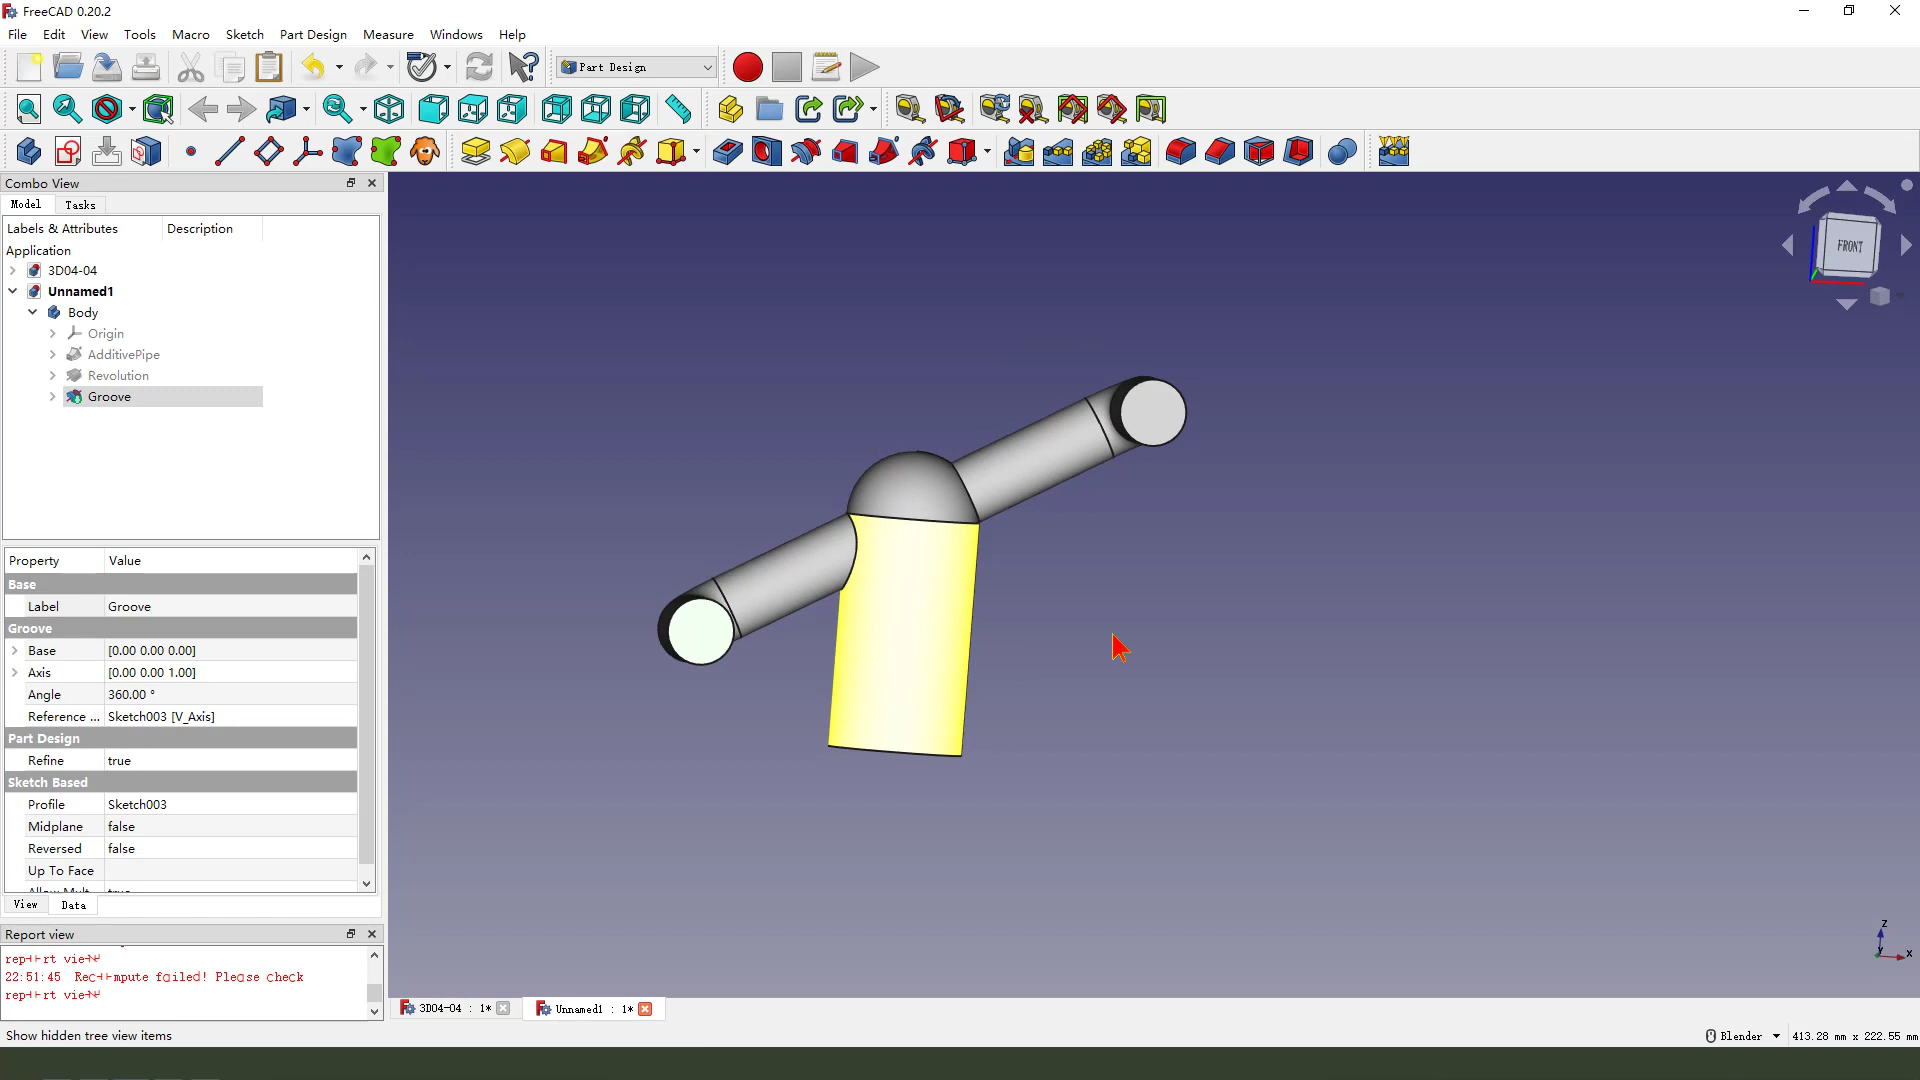 FreeCAD 0.20.2
File Edit View Tools Macro Sketch Part Design Measure Windows Help
Part Design
Combo View
Model Tasks
Labels & Attributes Description
Application
3D04-04
Unnamed1
Body
Origin
AdditivePipe
Revolution
Groove
Property Value
Base
Label Groove
Groove
Base [0.00 0.00 0.00]
Axis [0.00 0.00 1.00]
Angle 360.00 °
Reference ... Sketch003 [V_Axis]
Part Design
Refine true
Sketch Based
Profile Sketch003
Midplane false
Reversed false
Up To Face
View Data
Report view
22:51:45
failed! Please check
FRONT
Z
X
Y
3D04-04 : 1*
Unnamed1 : 1*
Show hidden tree view items
Blender
413.28 mm x 222.55 mm